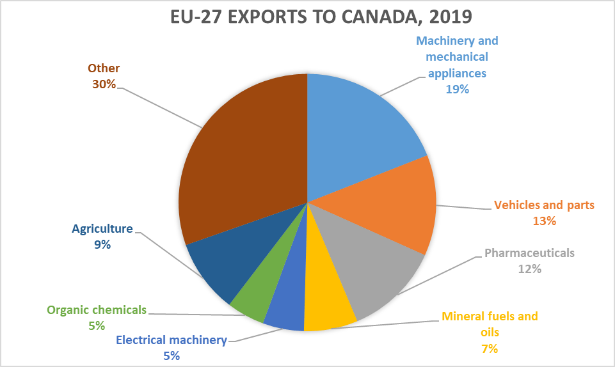 EU-27 EXPORTS TO CANADA, 2019
Machinery and
mechanical
appliances
19%
Other
30%
Vehicles and parts
13%
Agriculture
9%
Pharmaceuticals
12%
Organic chemicals
5%
Mineral fuels and
oils
7%
Electrical machinery
5%